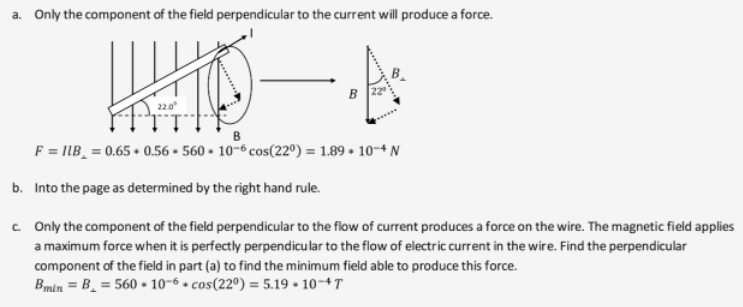 a. Only the component of the field perpendicular to the current will produce a force.
I
B⊥
B 22⁰
22.0⁰
B
F = IlB⊥ = 0.65 * 0.56 * 560 * 10⁻⁶ cos(22⁰) = 1.89 * 10⁻⁴ N
b. Into the page as determined by the right hand rule.
c. Only the component of the field perpendicular to the flow of current produces a force on the wire. The magnetic field applies
a maximum force when it is perfectly perpendicular to the flow of electric current in the wire. Find the perpendicular
component of the field in part (a) to find the minimum field able to produce this force.
Bₘᵢₙ = B⊥ = 560 * 10⁻⁶ * cos(22⁰) = 5.19 * 10⁻⁴ T